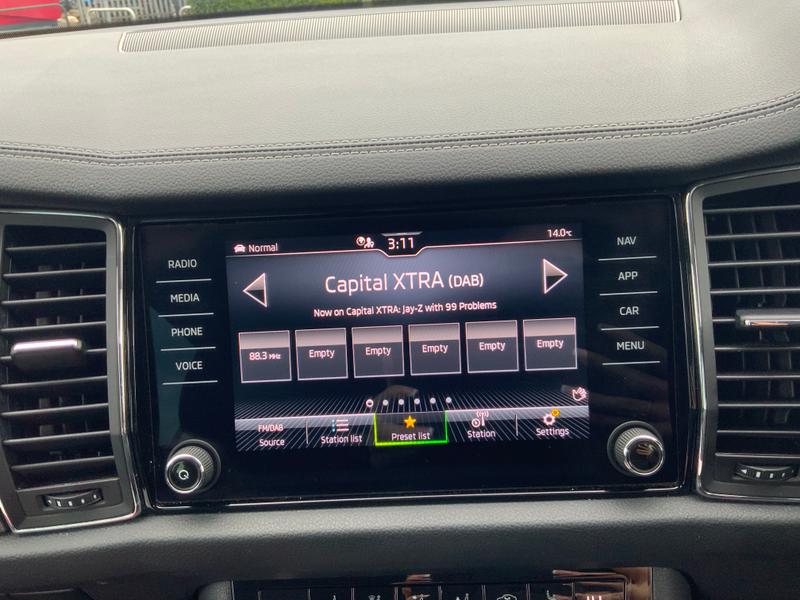 Normal
3:11
14.0°C
RADIO
MEDIA
PHONE
VOICE
NAV
APP
CAR
MENU
Capital XTRA (DAB)
Now on Capital XTRA: Jay-Z with 99 Problems
88.3 MHz
Empty
Empty
Empty
Empty
Empty
FM/DAB
Source
Station list
Preset list
Station
Settings